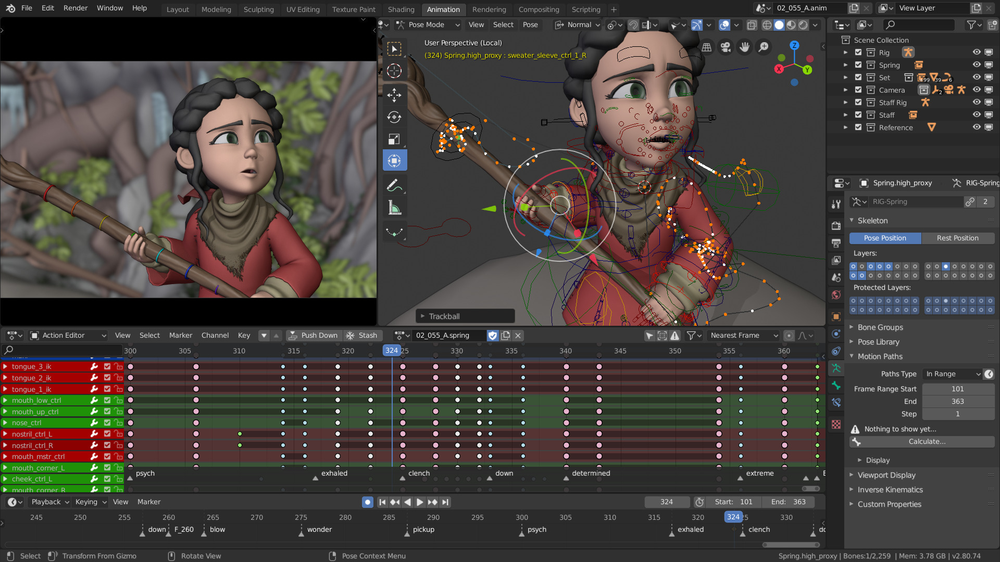 File Edit Render Window Help Layout Modeling Sculpting UV Editing Texture Paint Shading Animation Rendering Compositing Scripting 02_055_A.anim View Layer
Pose Mode View Select Pose Normal
User Perspective (Local)
(324) Spring.high_proxy : sweater_sleeve_ctrl_1_R
Z
X
Y
Trackball
Scene Collection
Rig
Spring
Set 99 39 6
Camera 2
Staff Rig
Staff
Reference
Spring.high_proxy RIG-Spring
RIG-Spring 2
Skeleton
Pose Position Rest Position
Layers:
Protected Layers:
Bone Groups
Pose Library
Motion Paths
Paths Type In Range
Frame Range Start 101
End 363
Step 1
Nothing to show yet...
Calculate...
Display
Viewport Display
Inverse Kinematics
Custom Properties
Action Editor View Select Marker Channel Key Push Down Stash 02_055_A.spring Nearest Frame
300 305 310 315 320 324 25 330 335 340 345 350 355 360
tongue_3_ik
tongue_2_ik
tongue_1_ik
mouth_low_ctrl
mouth_up_ctrl
nose_ctrl
nostril_ctrl_L
nostril_ctrl_R
mouth_mstr_ctrl
mouth_corner_L
cheek_ctrl_L
mouth_corner_R
psych exhaled clench down determined extreme
Playback Keying View Marker 324 Start: 101 End: 363
245 250 255 260 265 270 275 280 285 290 295 300 305 310 315 320 324 5 330
down F_260 blow wonder pickup psych exhaled clench do
Select Transform From Gizmo Rotate View Pose Context Menu Spring.high_proxy | Bones:1/2,259 | Mem: 3.78 GB | v2.80.74